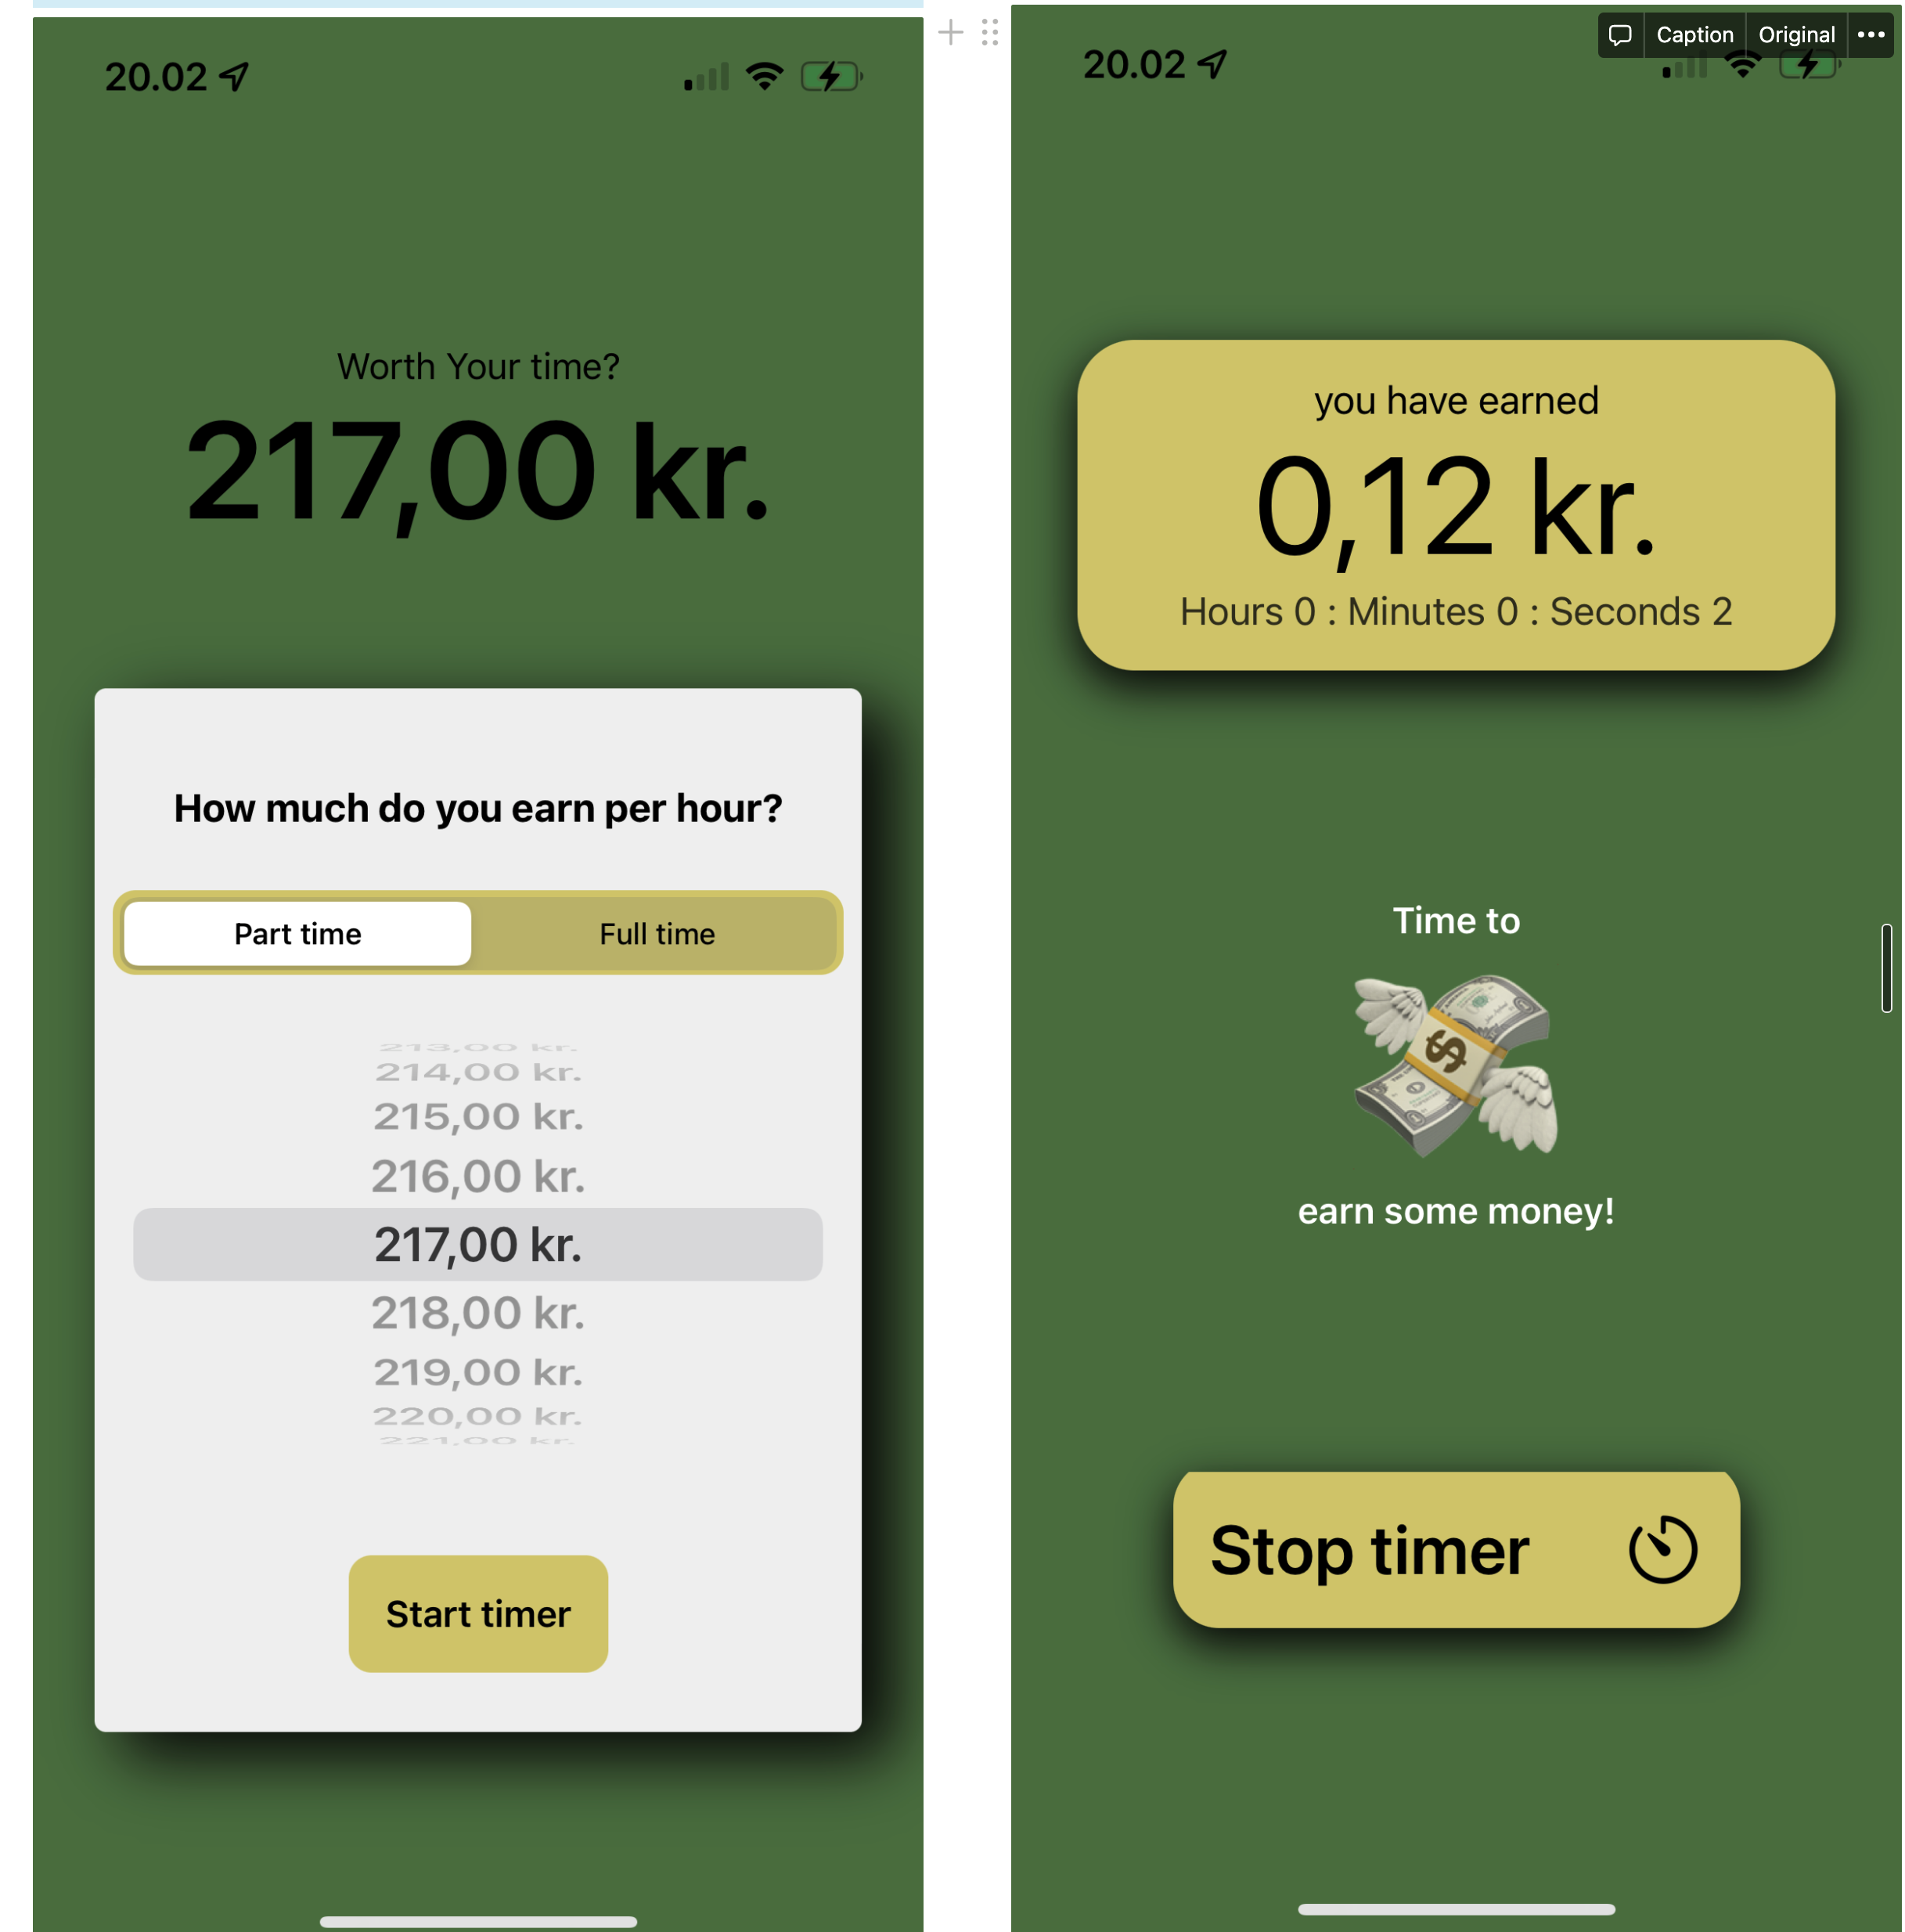 20.02
Worth Your time?
217,00 kr.
How much do you earn per hour?
Part time
Full time
213,00 kr.
214,00 kr.
215,00 kr.
216,00 kr.
217,00 kr.
218,00 kr.
219,00 kr.
220,00 kr.
221,00 kr.
Start timer
Caption
Original
20.02
you have earned
0,12 kr.
Hours 0 : Minutes 0 : Seconds 2
Time to
$
earn some money!
Stop timer